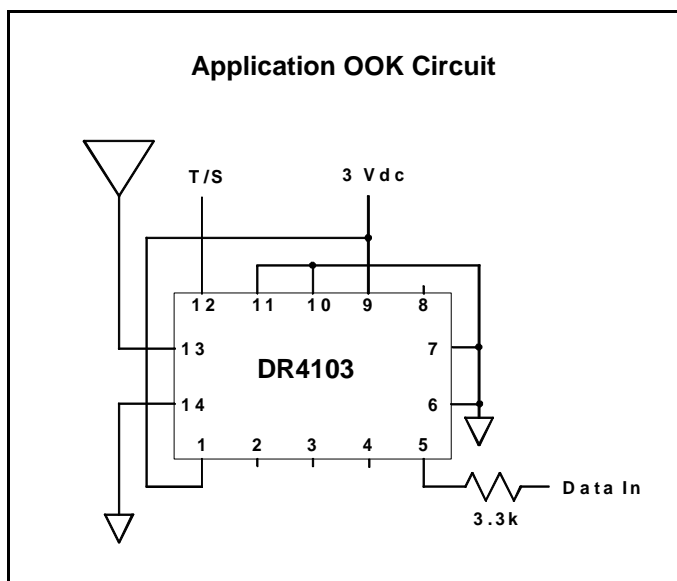 Application OOK Circuit
T/S 3 Vdc
12 11 10 9 8
13 7
DR4103
14 6
1 2 3 4 5
Data In
3.3k